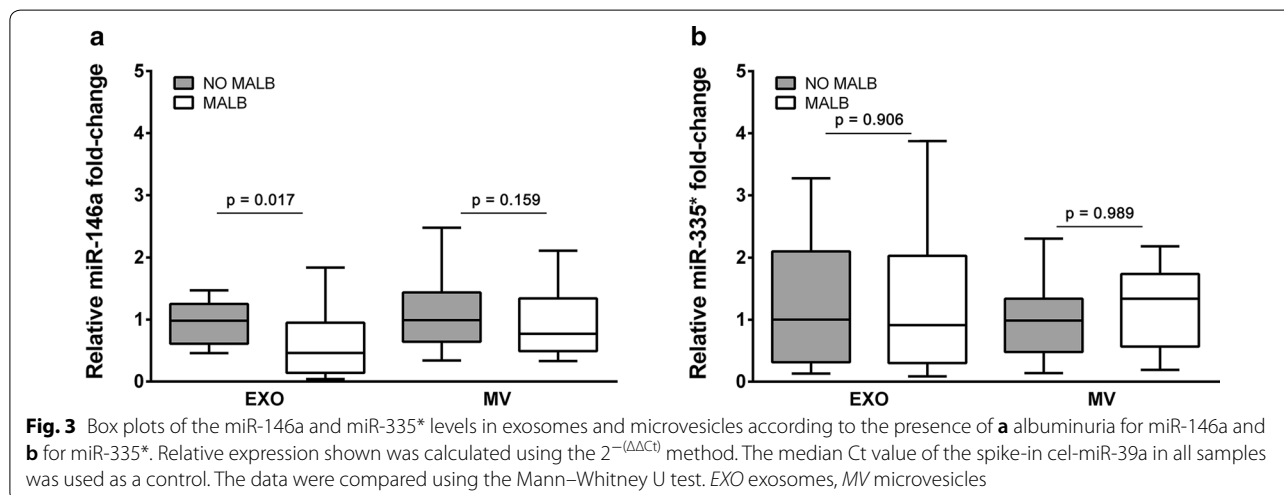 a
b
Relative miR-146a fold-change
5
4
3
2
1
0
NO MALB
MALB
p = 0.017
p = 0.159
EXO
MV
Relative miR-335* fold-change
5
4
3
2
1
0
NO MALB
MALB
p = 0.906
p = 0.989
EXO
MV
Fig. 3 Box plots of the miR-146a and miR-335* levels in exosomes and microvesicles according to the presence of a albuminuria for miR-146a and
b for miR-335*. Relative expression shown was calculated using the 2−(ΔΔCt) method. The median Ct value of the spike-in cel-miR-39a in all samples
was used as a control. The data were compared using the Mann–Whitney U test. EXO exosomes, MV microvesicles